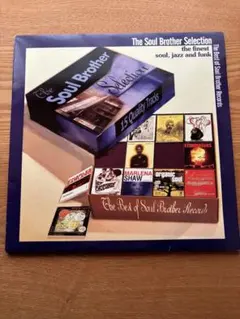 The Soul Brother Selection
the finest
soul, jazz and funk
The Best of Soul Brother Records
The
Soul Brother
Selection
15 Quality Tracks
MARLENA
SHAW
organic
The Best of Soul Brother Records